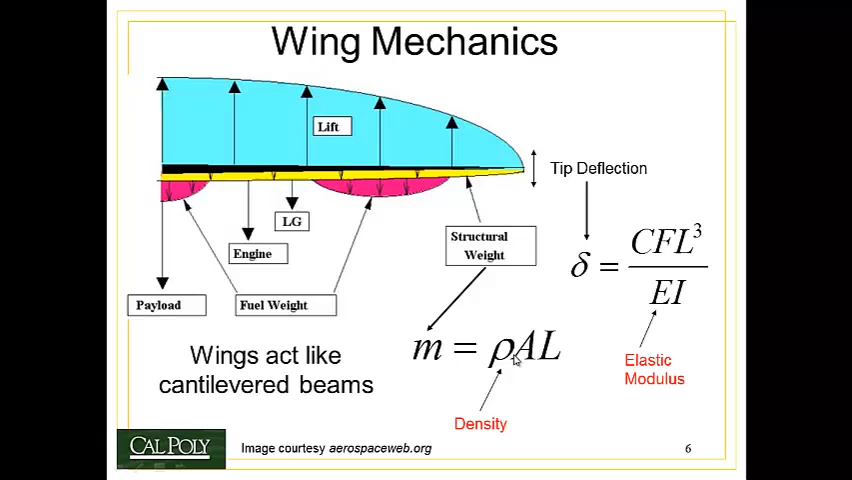 Wing Mechanics
Lift
Tip Deflection
LG
Structural
Weight
Engine
δ = CFL³ / EI
Payload
Fuel Weight
m = ρAL
Elastic
Modulus
Wings act like
cantilevered beams
Density
CAL POLY
Image courtesy aerospaceweb.org
6